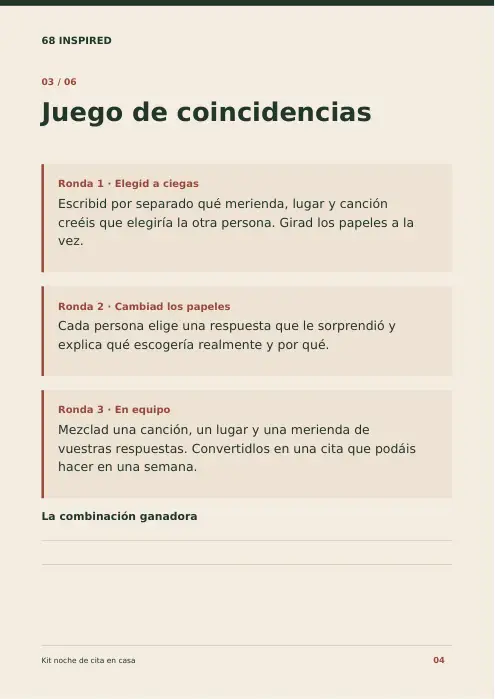 68 INSPIRED
03 / 06
Juego de coincidencias
Ronda 1 · Elegid a ciegas
Escribid por separado qué merienda, lugar y canción
creéis que elegiría la otra persona. Girad los papeles a la
vez.
Ronda 2 · Cambiad los papeles
Cada persona elige una respuesta que le sorprendió y
explica qué escogería realmente y por qué.
Ronda 3 · En equipo
Mezclad una canción, un lugar y una merienda de
vuestras respuestas. Convertidlos en una cita que podáis
hacer en una semana.
La combinación ganadora
Kit noche de cita en casa
04